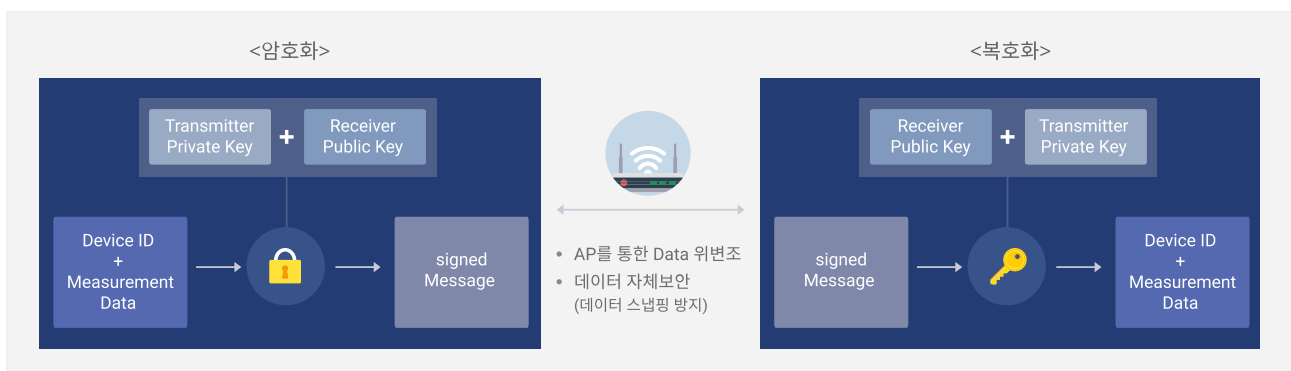 <암호화>
Transmitter
Private Key
+
Receiver
Public Key
Device ID
+
Measurement
Data
signed
Message
• AP를 통한 Data 위변조
• 데이터 자체보안
(데이터 스냅핑 방지)
<복호화>
Receiver
Public Key
+
Transmitter
Private Key
signed
Message
Device ID
+
Measurement
Data